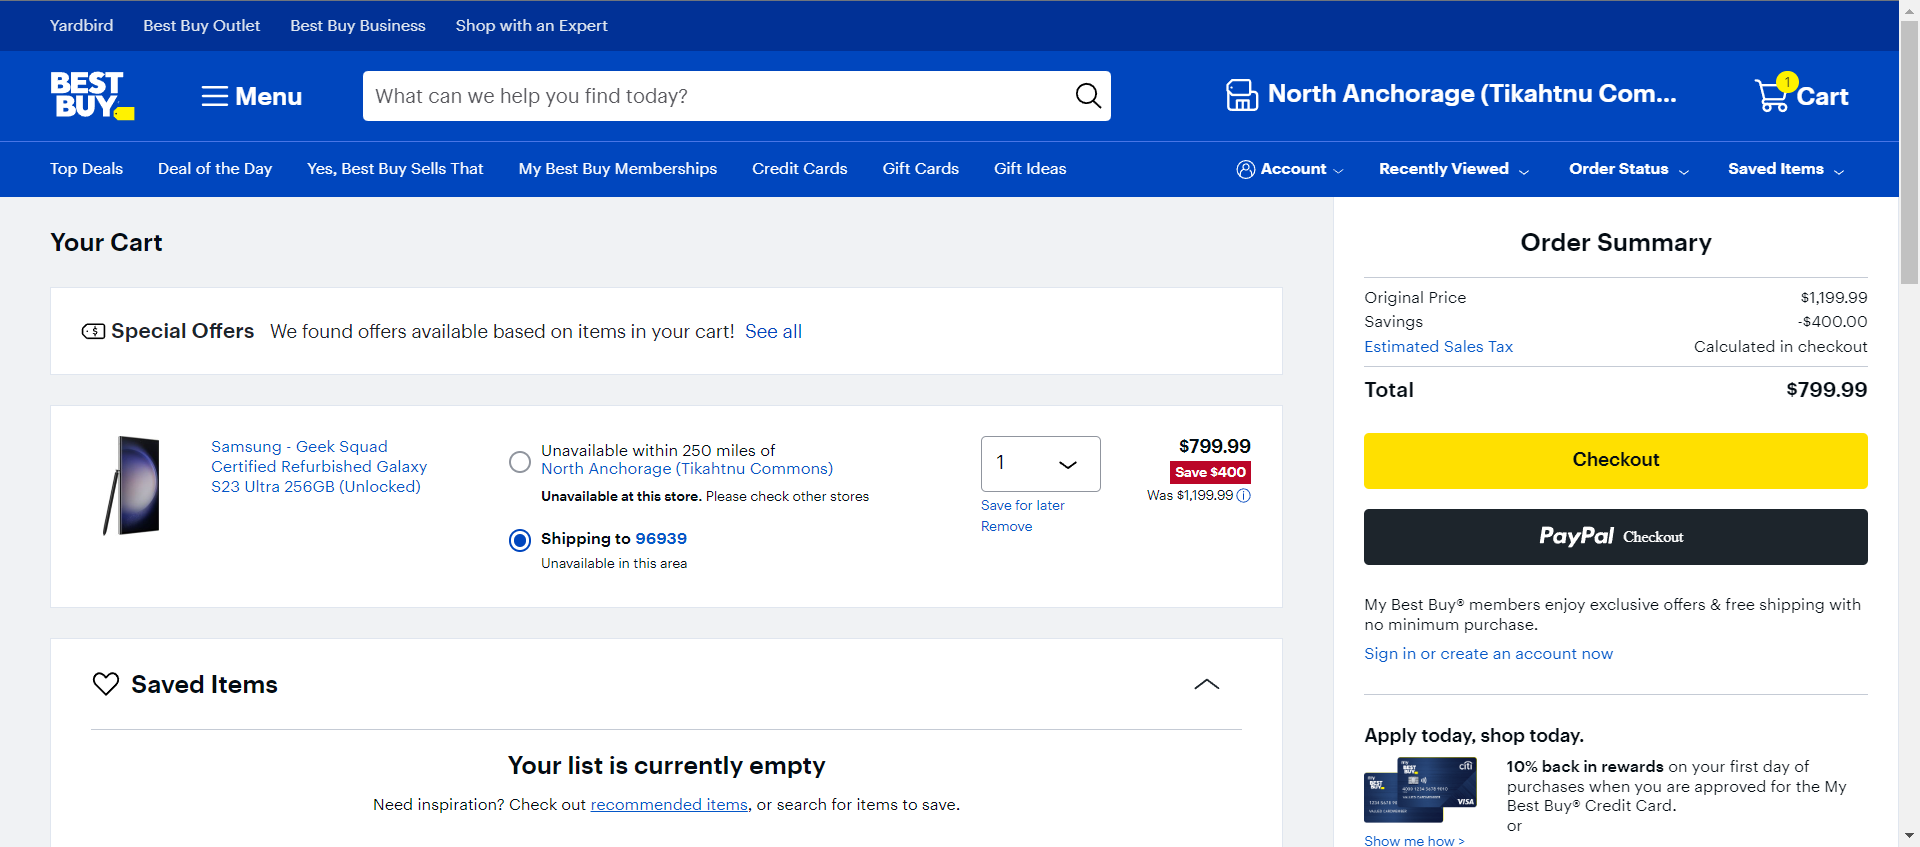 Yardbird Best Buy Outlet Best Buy Business Shop with an Expert
BEST
BUY
Menu
What can we help you find today?
North Anchorage (Tikahtnu Com...
1
Cart
Top Deals Deal of the Day Yes, Best Buy Sells That My Best Buy Memberships Credit Cards Gift Cards Gift Ideas
Account Recently Viewed Order Status Saved Items
Your Cart
Special Offers We found offers available based on items in your cart! See all
Samsung - Geek Squad
Certified Refurbished Galaxy
S23 Ultra 256GB (Unlocked)
Unavailable within 250 miles of
North Anchorage (Tikahtnu Commons)
Unavailable at this store. Please check other stores
Shipping to 96939
Unavailable in this area
1
Save for later
Remove
$799.99
Save $400
Was $1,199.99
Saved Items
Your list is currently empty
Need inspiration? Check out recommended items, or search for items to save.
Order Summary
Original Price $1,199.99
Savings -$400.00
Estimated Sales Tax Calculated in checkout
Total $799.99
Checkout
PayPal Checkout
My Best Buy® members enjoy exclusive offers & free shipping with
no minimum purchase.
Sign in or create an account now
Apply today, shop today.
my
BEST
BUY
citi
VISA
10% back in rewards on your first day of
purchases when you are approved for the My
Best Buy® Credit Card.
or
Show me how >